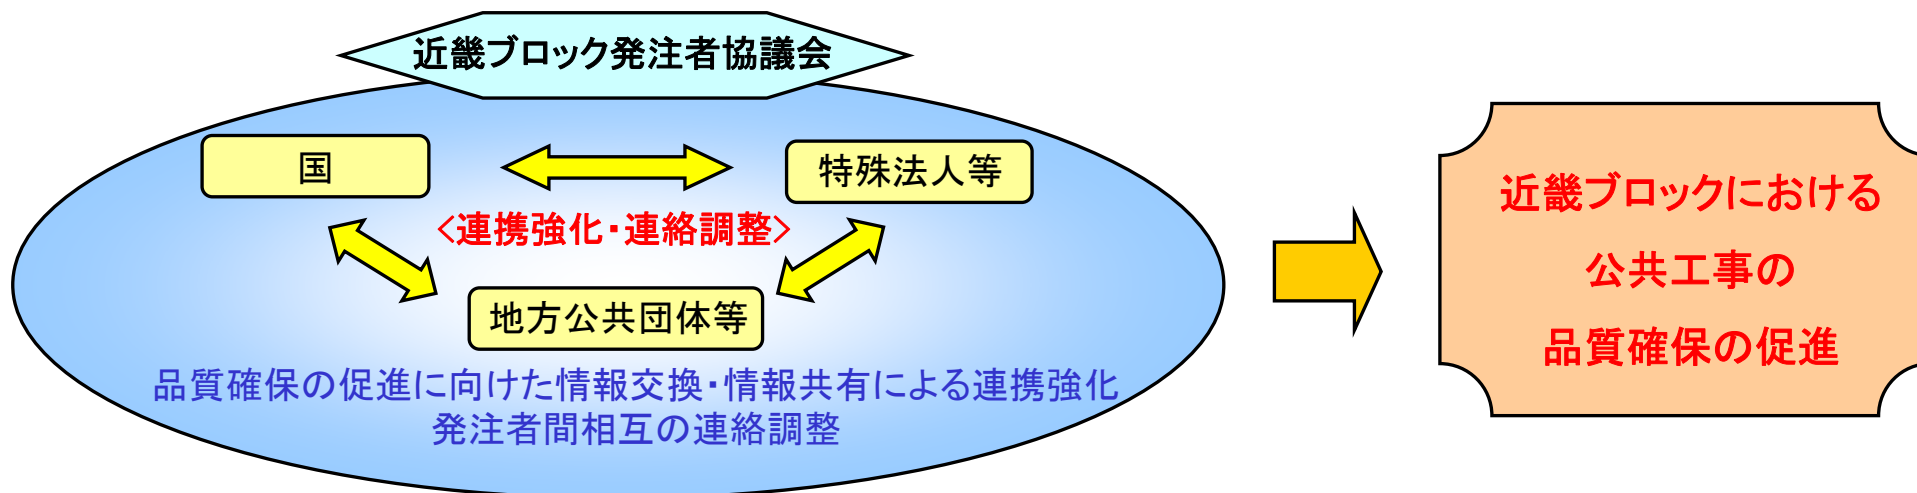 近畿ブロック発注者協議会
国
特殊法人等
<連携強化・連絡調整>
地方公共団体等
品質確保の促進に向けた情報交換・情報共有による連携強化
発注者間相互の連絡調整
近畿ブロックにおける
公共工事の
品質確保の促進